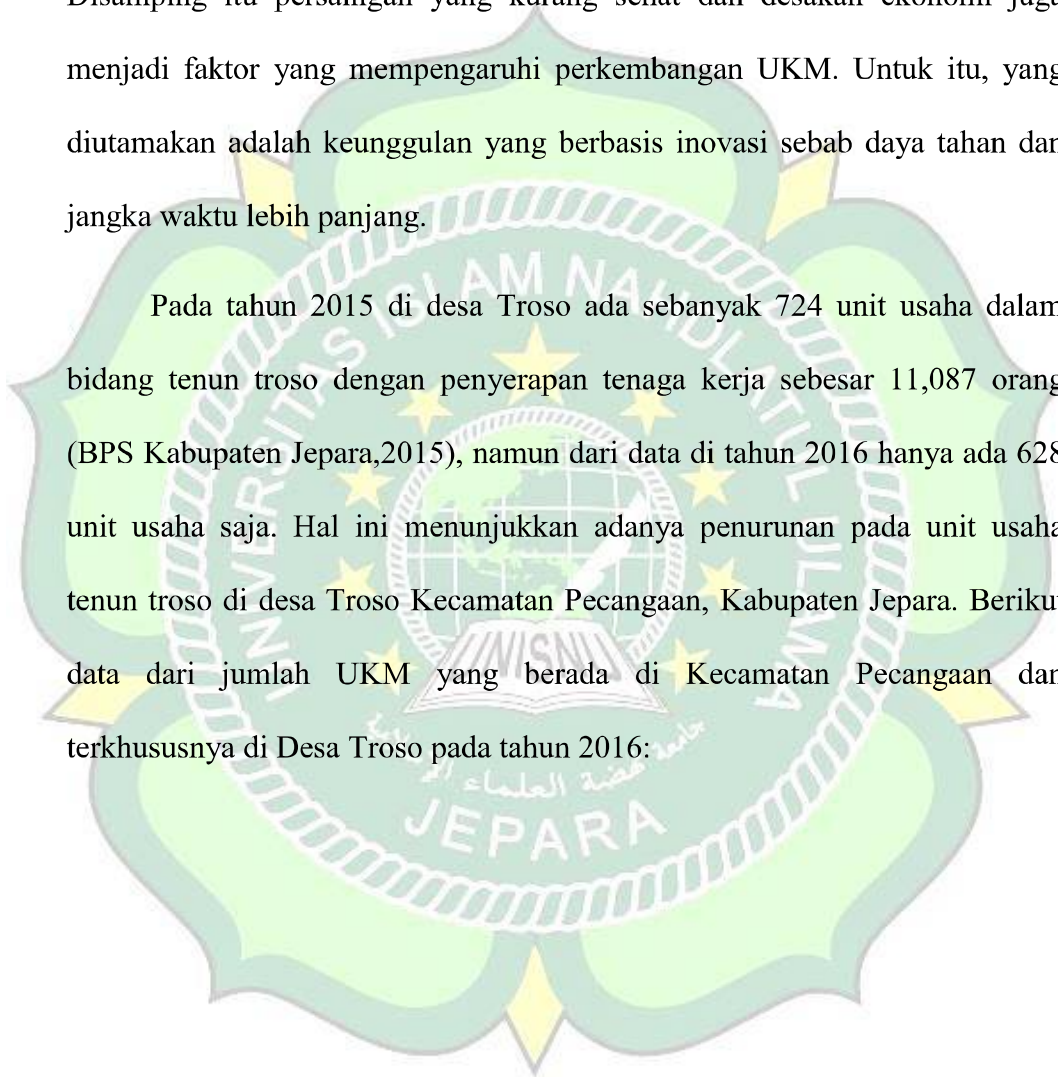 Disamping itu persaingan yang kurang sehat dan desakan ekonomi juga
menjadi faktor yang mempengaruhi perkembangan UKM. Untuk itu, yang
diutamakan adalah keunggulan yang berbasis inovasi sebab daya tahan dan
jangka waktu lebih panjang.
Pada tahun 2015 di desa Troso ada sebanyak 724 unit usaha dalam
bidang tenun troso dengan penyerapan tenaga kerja sebesar 11,087 orang
(BPS Kabupaten Jepara,2015), namun dari data di tahun 2016 hanya ada 628
unit usaha saja. Hal ini menunjukkan adanya penurunan pada unit usaha
tenun troso di desa Troso Kecamatan Pecangaan, Kabupaten Jepara. Berikut
data dari jumlah UKM yang berada di Kecamatan Pecangaan dan
terkhususnya di Desa Troso pada tahun 2016:
UNIVERSITAS ISLAM NAHDLATUL ULAMA
UNISNU
JEPARA